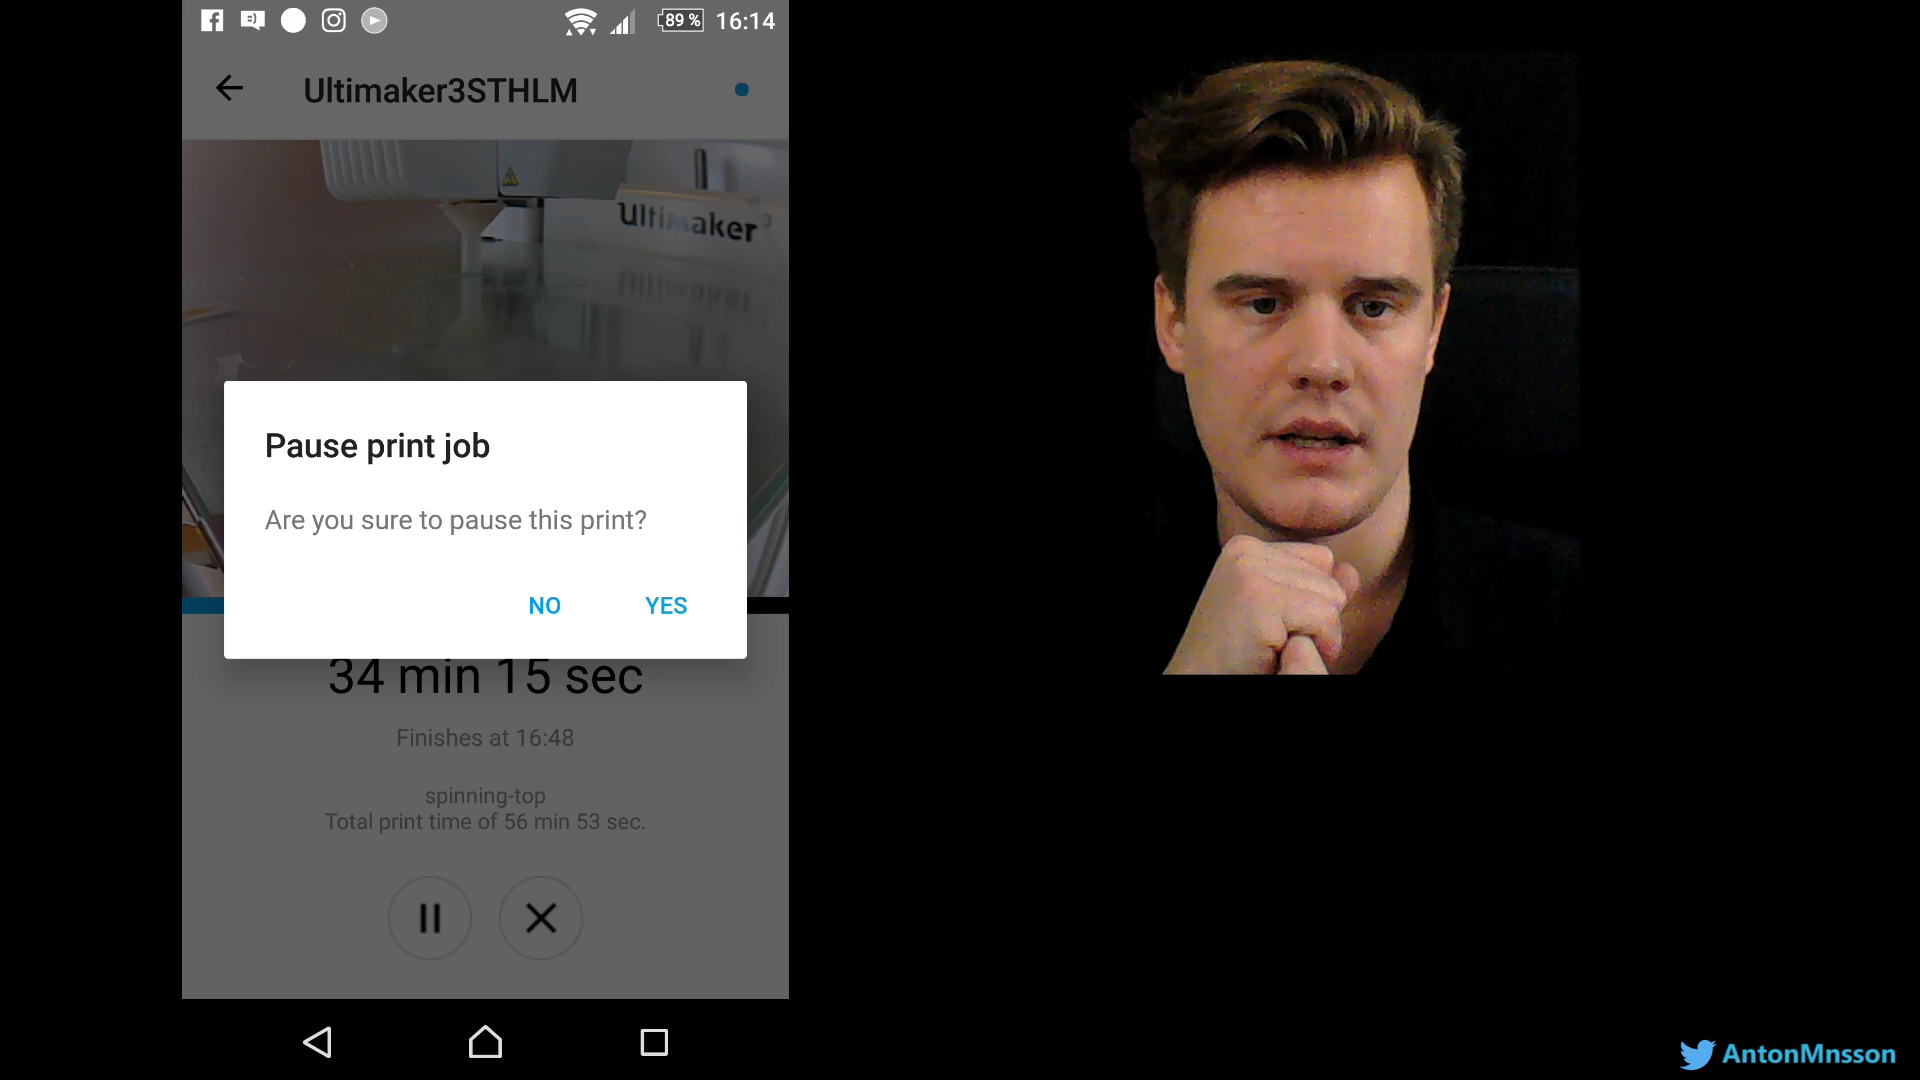 89 %
16:14
Ultimaker3STHLM
Ultimaker 3
Pause print job
Are you sure to pause this print?
NO
YES
34 min 15 sec
Finishes at 16:48
spinning-top
Total print time of 56 min 53 sec.
AntonMnsson